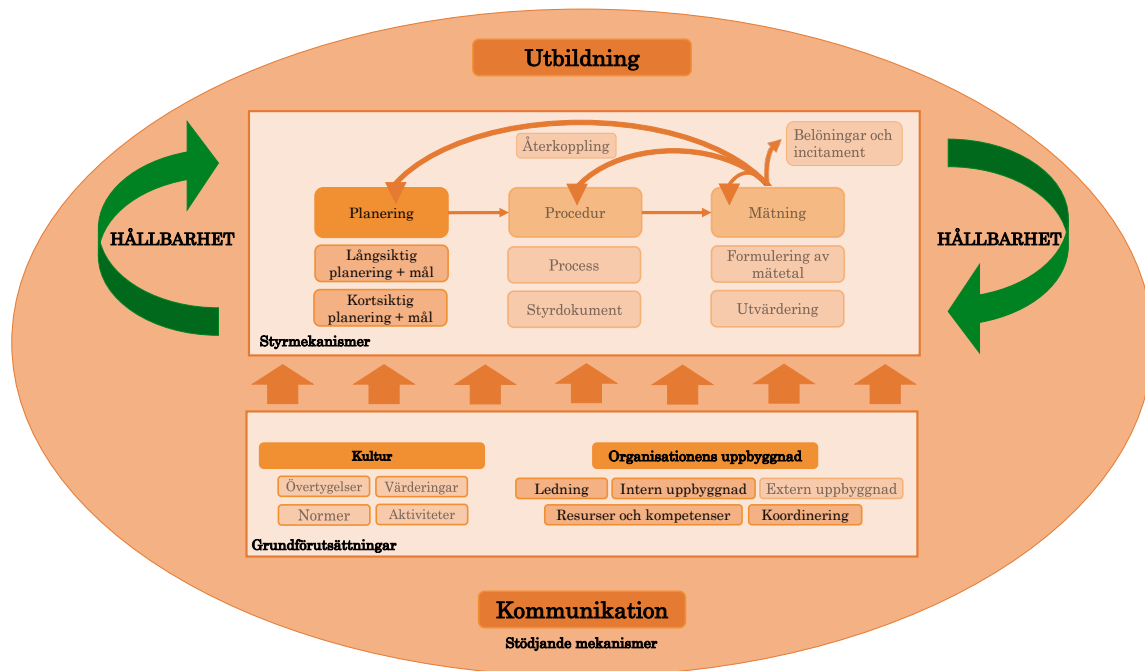 Utbildning
Återkoppling
Belöningar och
incitament
Planering
Procedur
Mätning
HÅLLBARHET
HÅLLBARHET
Långsiktig
planering + mål
Process
Formulering av
mätetal
Kortsiktig
planering + mål
Styrdokument
Utvärdering
Styrmekanismer
Kultur
Organisationens uppbyggnad
Övertygelser
Värderingar
Ledning
Intern uppbyggnad
Extern uppbyggnad
Normer
Aktiviteter
Resurser och kompetenser
Koordinering
Grundförutsättningar
Kommunikation
Stödjande mekanismer